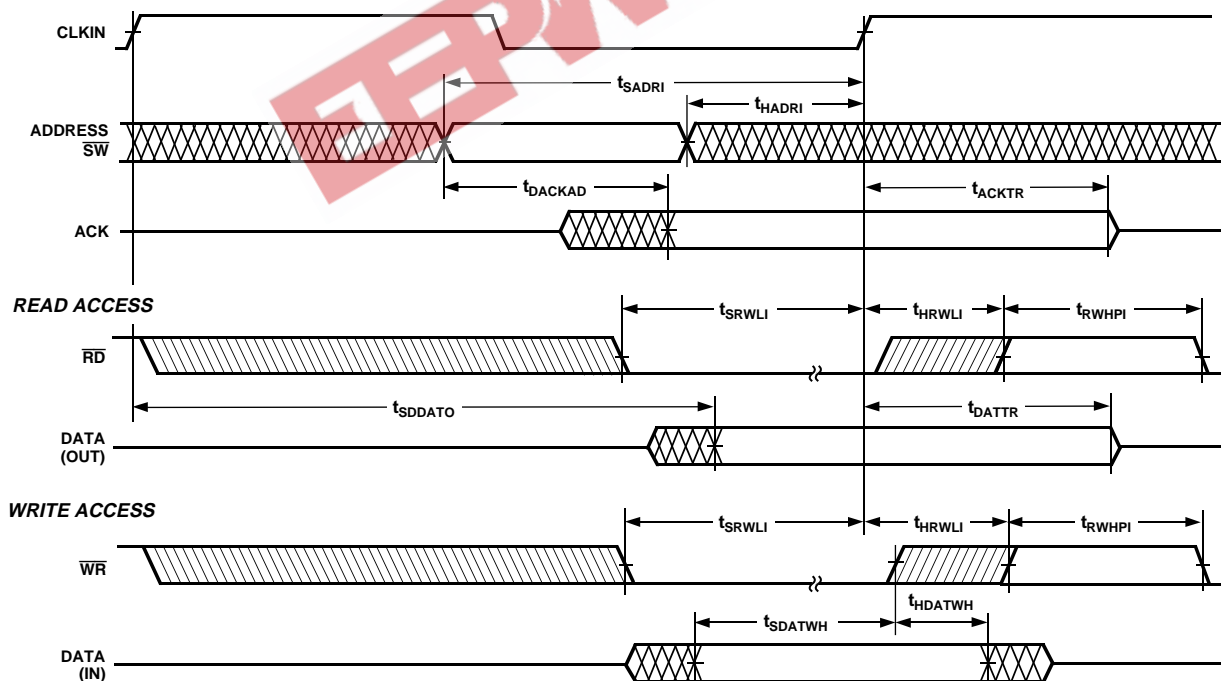 CLKIN
tSADRI
tHADRI
ADDRESS
SW
tDACKAD
tACKTR
ACK
READ ACCESS
tSRWLI
tHRWLI
tRWHPI
RD
tSDDATO
tDATTR
DATA
(OUT)
WRITE ACCESS
tSRWLI
tHRWLI
tRWHPI
WR
tHDATWH
tSDATWH
DATA
(IN)